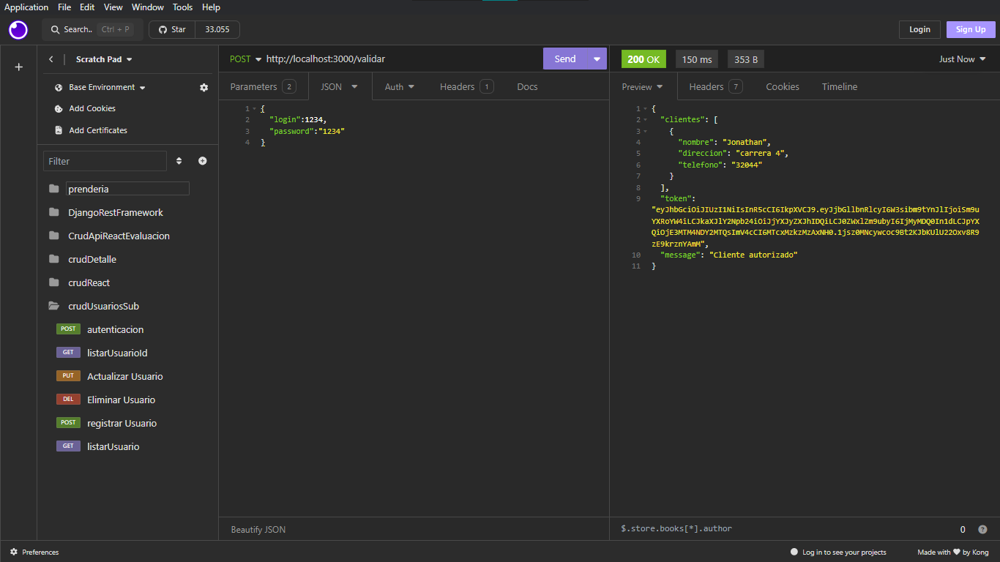 Application File Edit View Window Tools Help
Search.. Ctrl + P Star 33.055 Login Sign Up
Scratch Pad
Base Environment
Add Cookies
Add Certificates
Filter
prenderia
DjangoRestFramework
CrudApiReactEvaluacion
crudDetalle
crudReact
crudUsuariosSub
POST autenticacion
GET listarUsuarioId
PUT Actualizar Usuario
DEL Eliminar Usuario
POST registrar Usuario
GET listarUsuario
POST http://localhost:3000/validar Send
Parameters 2 JSON Auth Headers 1 Docs
1 {
2 "login":1234,
3 "password":"1234"
4 }
Beautify JSON
200 OK 150 ms 353 B Just Now
Preview Headers 7 Cookies Timeline
1 {
2 "clientes": [
3 {
4 "nombre": "Jonathan",
5 "direccion": "carrera 4",
6 "telefono": "32044"
7 }
8 ],
9 "token":
"eyJhbGciOiJIUzI1NiIsInR5cCI6IkpXVCJ9.eyJjbGllbnRlcyI6W3sibm9tYnJlIjoiSm9u
YXRoYW4iLCJkaXJlY2Npb24iOiJjYXJyZXJhIDQiLCJ0ZWxlZm9ubyI6IjMyMDQ0In1dLCJpYX
QiOjE3MTM4NDY2MTQsImV4cCI6MTcxMzkzMzAxNH0.1jsz0MNcywcoc9Bt2KJbKUlU22Oxv8R9
zE9krznYAmM",
10 "message": "Cliente autorizado"
11 }
$.store.books[*].author 0
Preferences Log in to see your projects Made with ♥ by Kong